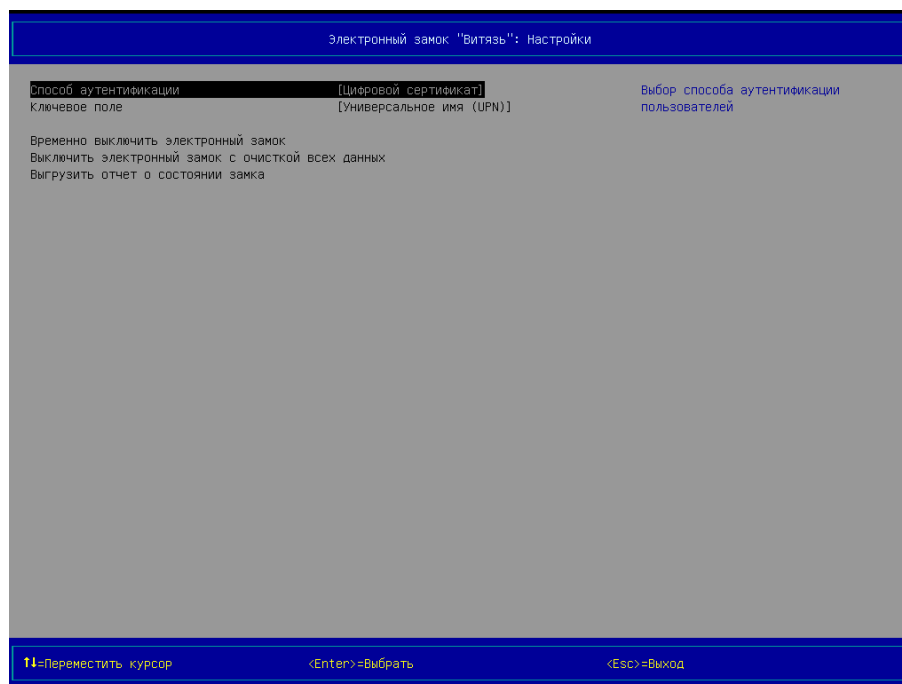 Электронный замок "Витязь": Настройки
Способ аутентификации [Цифровой сертификат] Выбор способа аутентификации
Ключевое поле [Универсальное имя (UPN)] пользователей
Временно выключить электронный замок
Выключить электронный замок с очисткой всех данных
Выгрузить отчет о состоянии замка
↑↓=Переместить курсор <Enter>=Выбрать <Esc>=Выход